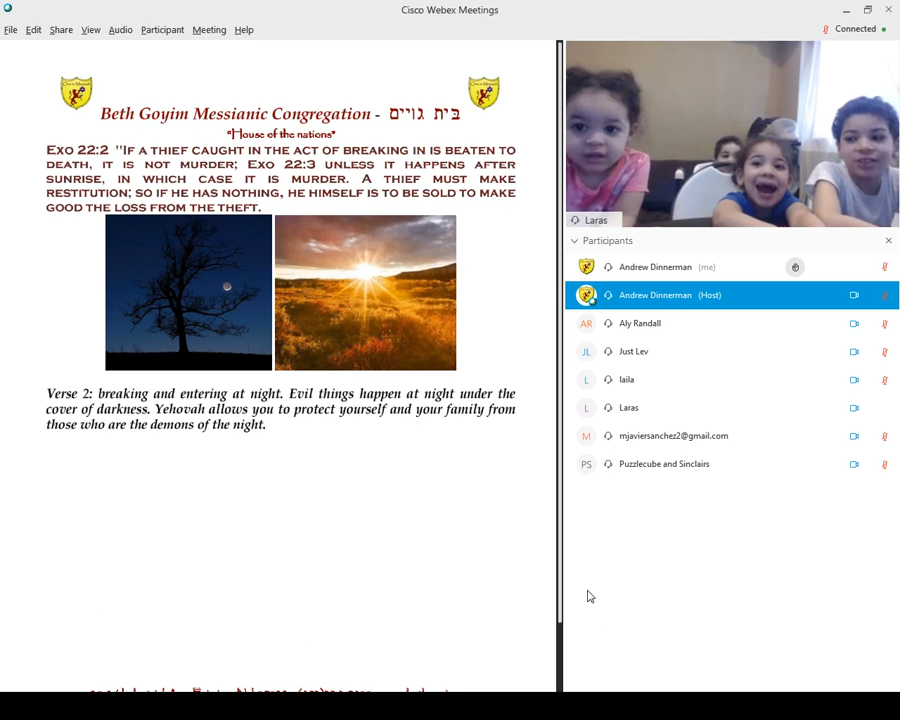 Cisco Webex Meetings
File Edit Share View Audio Participant Meeting Help
Connected
Beth Goyim Messianic Congregation - בית גויים
"House of the nations"
Exo 22:2 "If a thief caught in the act of breaking in is beaten to
death, it is not murder; Exo 22:3 unless it happens after
sunrise, in which case it is murder. A thief must make
restitution; so if he has nothing, he himself is to be sold to make
good the loss from the theft.
Verse 2: breaking and entering at night. Evil things happen at night under the
cover of darkness. Yehovah allows you to protect yourself and your family from
those who are the demons of the night.
Laras
Participants
Andrew Dinnerman (me)
Andrew Dinnerman (Host)
AR Aly Randall
JL Just Lev
L laila
L Laras
M mjaviersanchez2@gmail.com
PS Puzzlecube and Sinclairs